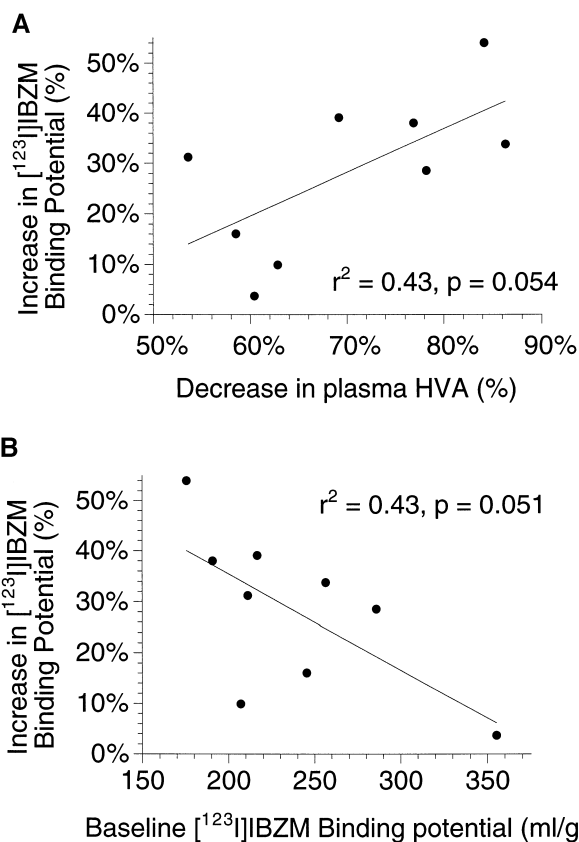 A
Increase in [¹²³I]IBZM
Binding Potential (%)
50%
40%
30%
20%
10%
0%
r² = 0.43, p = 0.054
50% 60% 70% 80% 90%
Decrease in plasma HVA (%)
B
Increase in [¹²³I]IBZM
Binding Potential (%)
50%
40%
30%
20%
10%
0%
r² = 0.43, p = 0.051
150 200 250 300 350
Baseline [¹²³I]IBZM Binding potential (ml/g